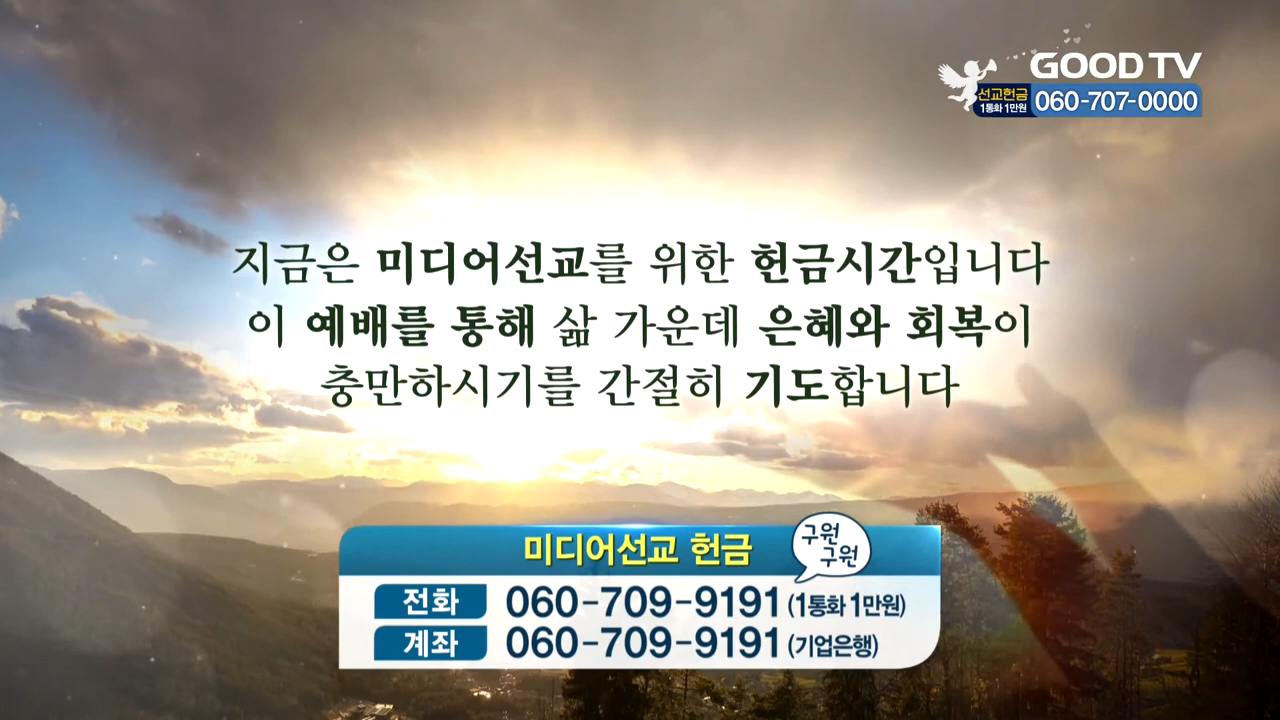 GOOD TV
선교헌금
1통화 1만원
060-707-0000
지금은 미디어선교를 위한 헌금시간입니다
이 예배를 통해 삶 가운데 은혜와 회복이
충만하시기를 간절히 기도합니다
미디어선교 헌금
구원
구원
전화 060-709-9191 (1통화 1만원)
계좌 060-709-9191 (기업은행)